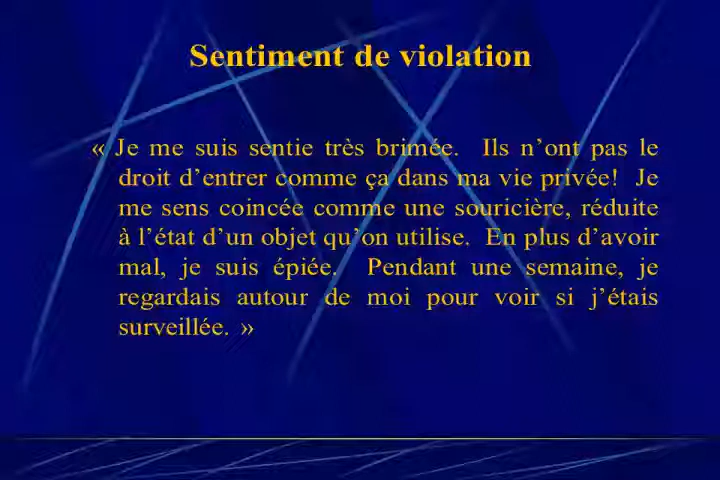 Sentiment de violation
« Je me suis sentie très brimée. Ils n’ont pas le
droit d’entrer comme ça dans ma vie privée! Je
me sens coincée comme une souricière, réduite
à l’état d’un objet qu’on utilise. En plus d’avoir
mal, je suis épiée. Pendant une semaine, je
regardais autour de moi pour voir si j’étais
surveillée. »